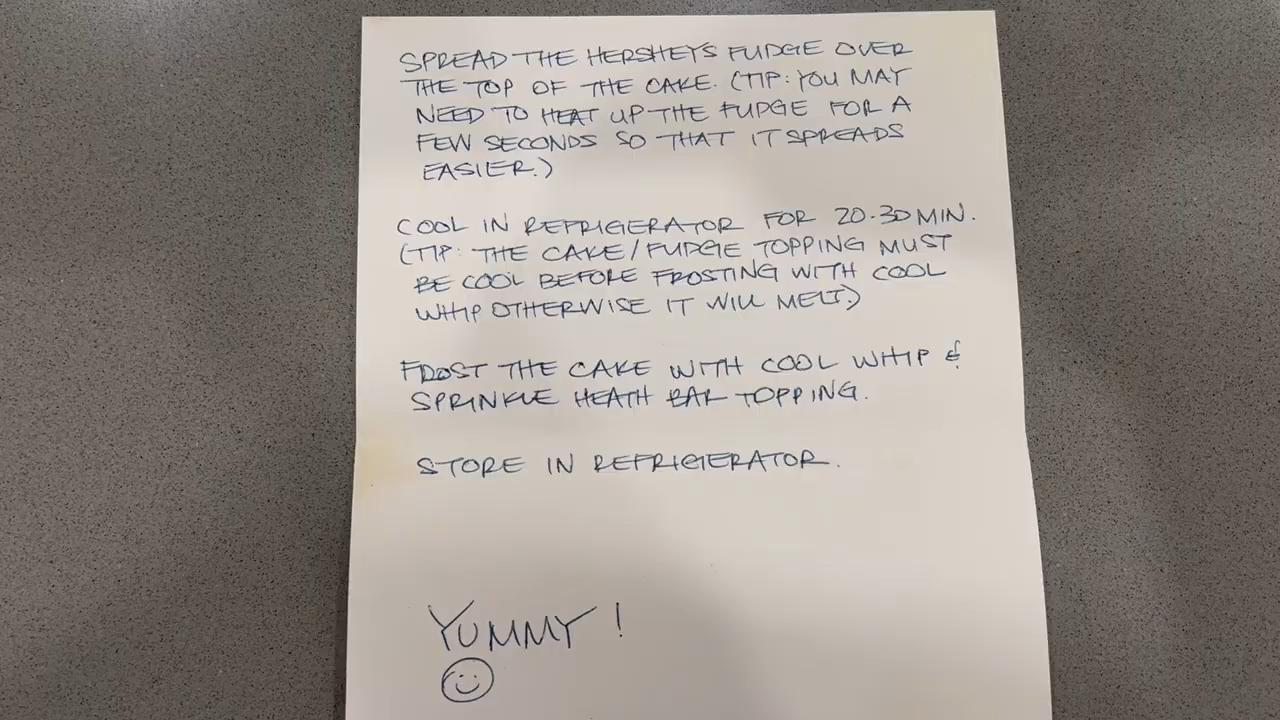 SPREAD THE HERSHEYS FUDGE OVER
THE TOP OF THE CAKE. (TIP: YOU MAY
NEED TO HEAT UP THE FUDGE FOR A
FEW SECONDS SO THAT IT SPREADS
EASIER.)
COOL IN REFRIGERATOR FOR 20-30 MIN.
(TIP: THE CAKE/FUDGE TOPPING MUST
BE COOL BEFORE FROSTING WITH COOL
WHIP OTHERWISE IT WILL MELT.)
FROST THE CAKE WITH COOL WHIP &
SPRINKLE HEATH BAR TOPPING.
STORE IN REFRIGERATOR.
YUMMY!